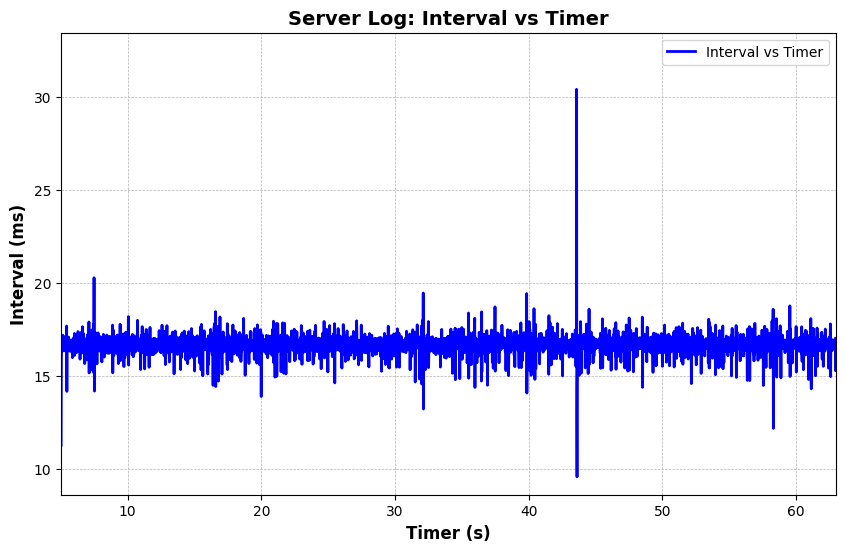 Server Log: Interval vs Timer
Interval vs Timer
30
25
20
15
10
Interval (ms)
10 20 30 40 50 60
Timer (s)